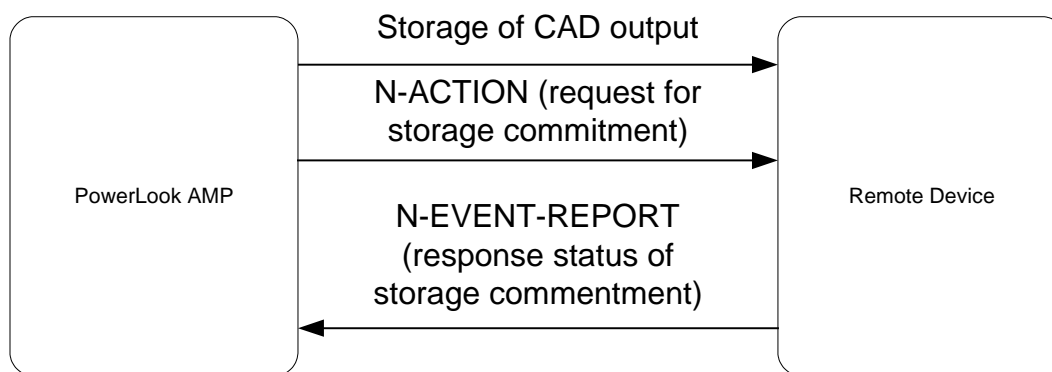 Storage of CAD output
N-ACTION (request for
storage commitment)
PowerLook AMP
Remote Device
N-EVENT-REPORT
(response status of
storage commentment)